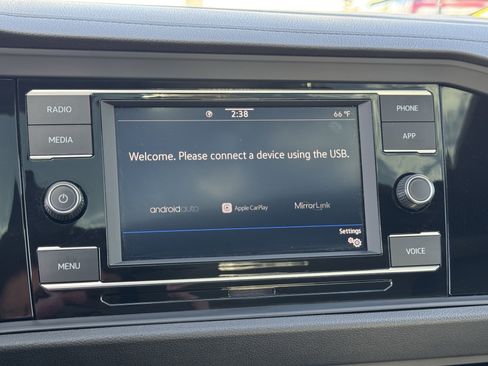 RADIO
MEDIA
MENU
2:38
66 °F
Welcome. Please connect a device using the USB.
androidauto
Apple CarPlay
MirrorLink
Settings
PHONE
APP
VOICE